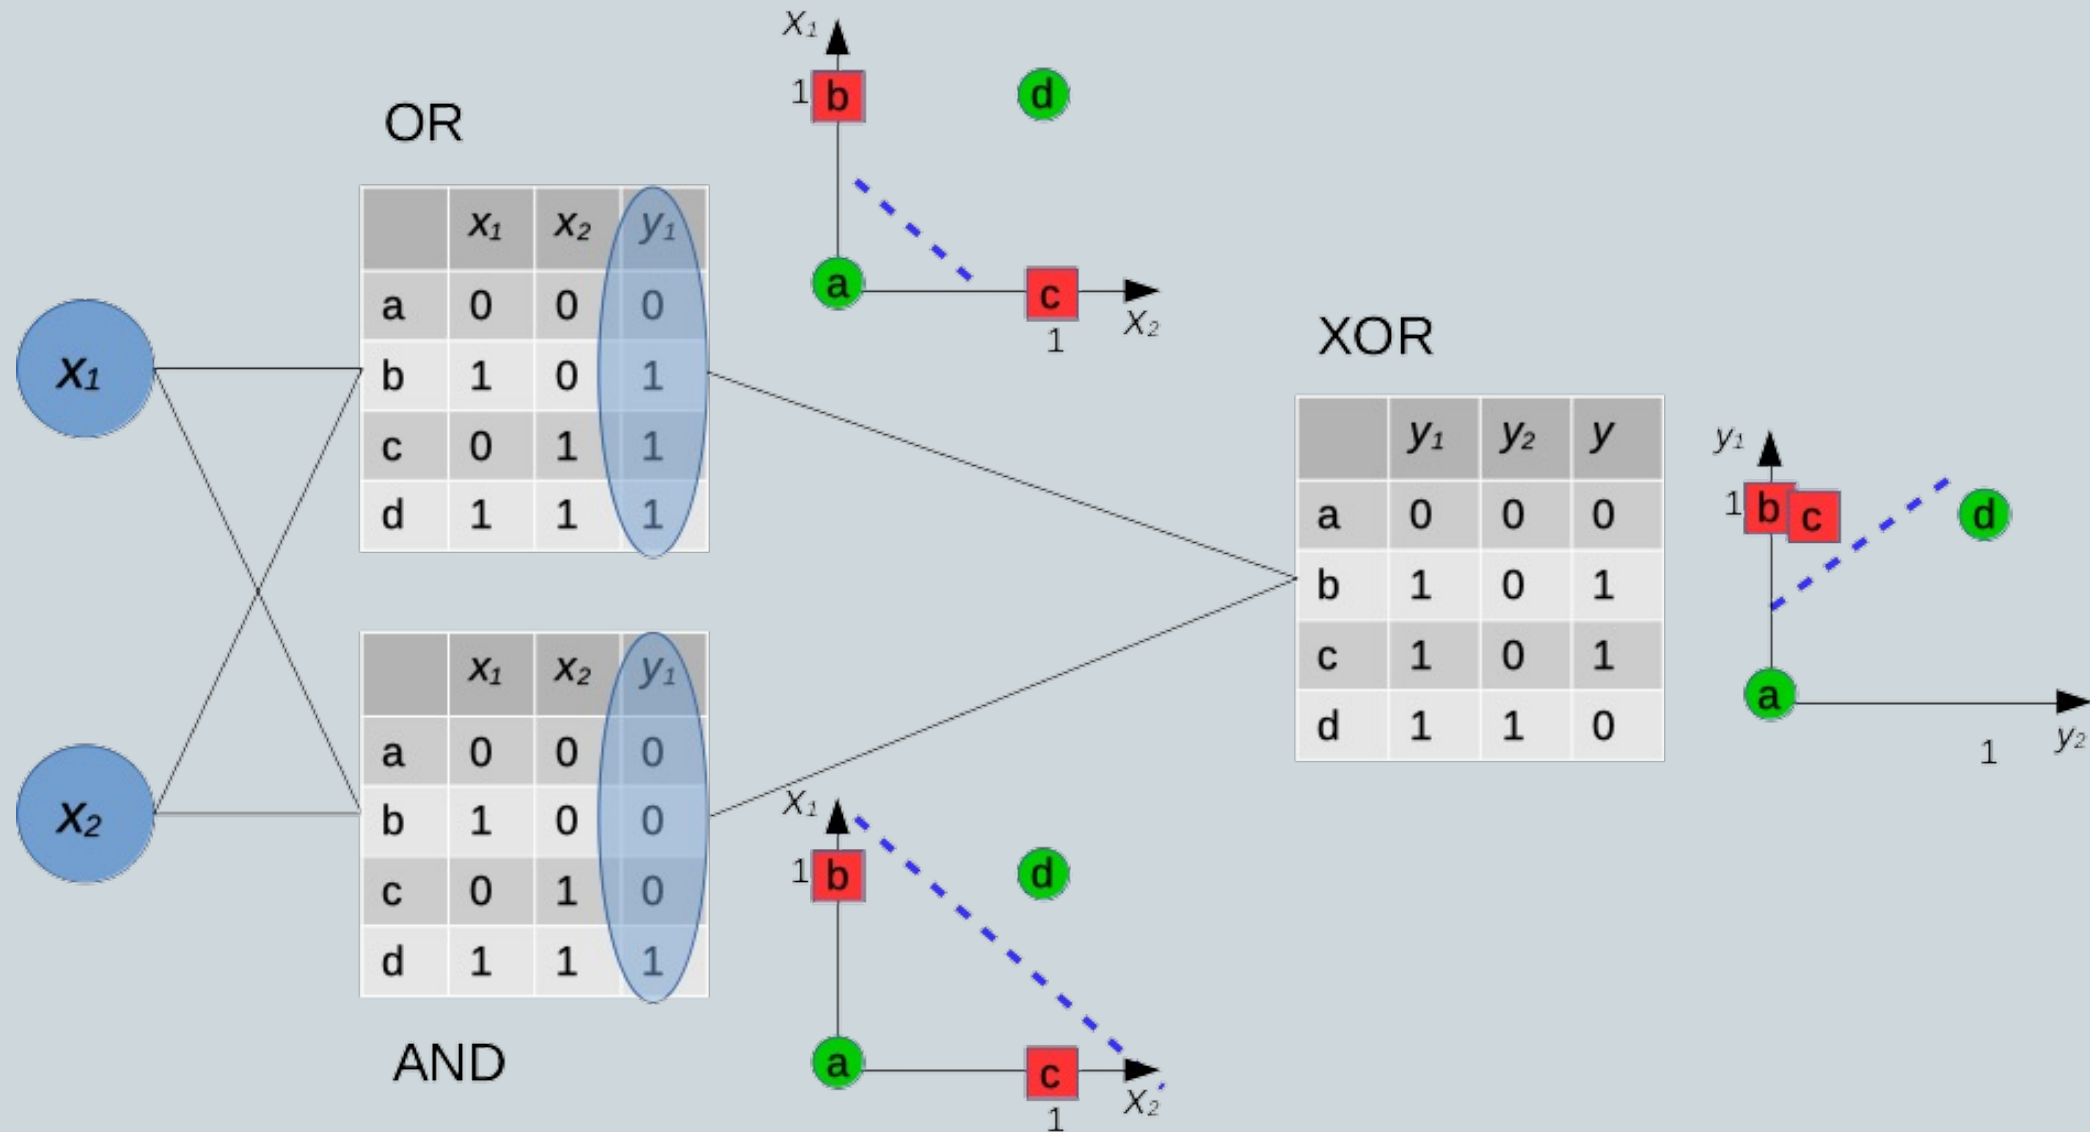 OR
x₁ x₂ y₁
a 0 0 0
b 1 0 1
c 0 1 1
d 1 1 1
X₁
1 b d
a c
1 X₂
x₁
x₂
x₁ x₂ y₁
a 0 0 0
b 1 0 0
c 0 1 0
d 1 1 1
AND
X₁
1 b d
a c
1 X₂
XOR
y₁ y₂ y
a 0 0 0
b 1 0 1
c 1 0 1
d 1 1 0
y₁
1 b c d
a
1 y₂